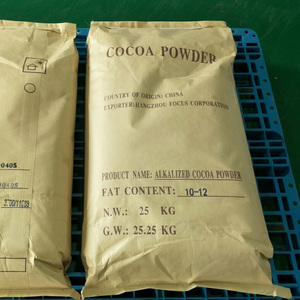 COCOA POWDER
COUNTRY OF ORIGIN: CHINA
EXPORTER:HANGZHOU FOCUS CORPORATION
PRODUCT NAME: ALKALIZED COCOA POWDER
FAT CONTENT: 10-12
N.W.: 25 KG
G.W.: 25.25 KG